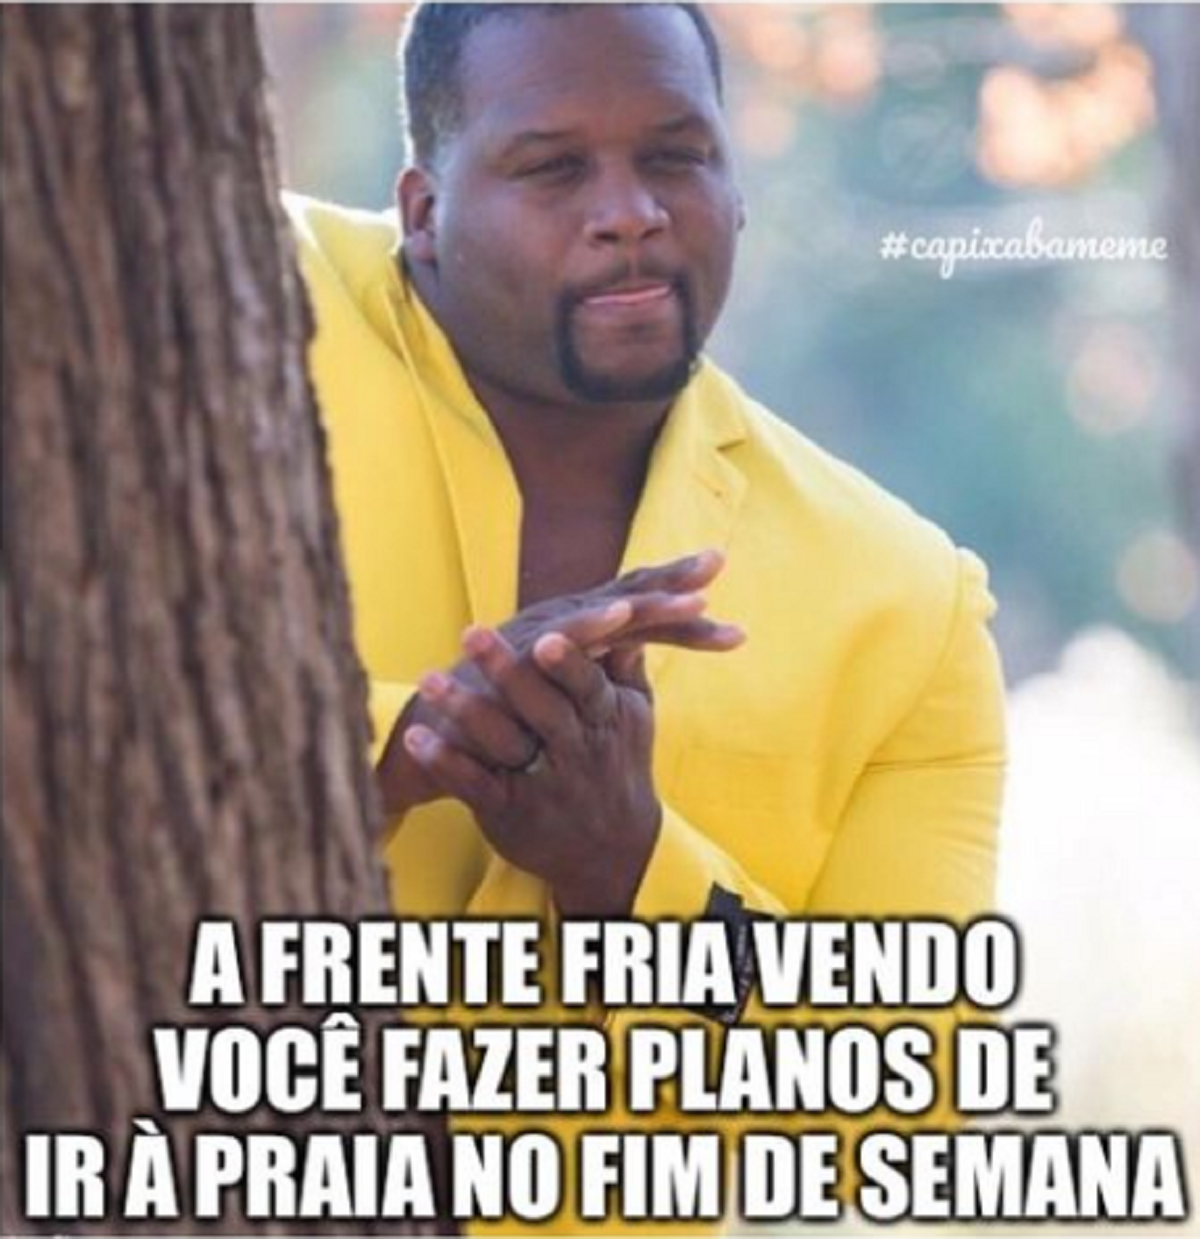 #capixabameme
A FRENTE FRIA VENDO
VOCÊ FAZER PLANOS DE
IR À PRAIA NO FIM DE SEMANA